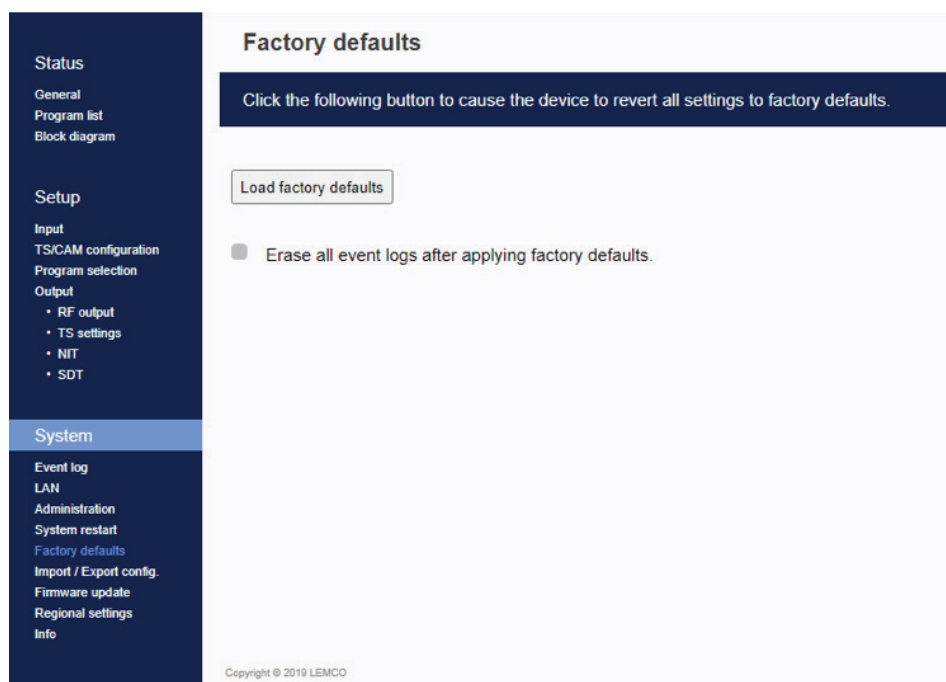 Status
General
Program list
Block diagram
Setup
Input
TS/CAM configuration
Program selection
Output
• RF output
• TS settings
• NIT
• SDT
System
Event log
LAN
Administration
System restart
Factory defaults
Import / Export config.
Firmware update
Regional settings
Info
Factory defaults
Click the following button to cause the device to revert all settings to factory defaults.
Load factory defaults
Erase all event logs after applying factory defaults.
Copyright © 2019 LEMCO